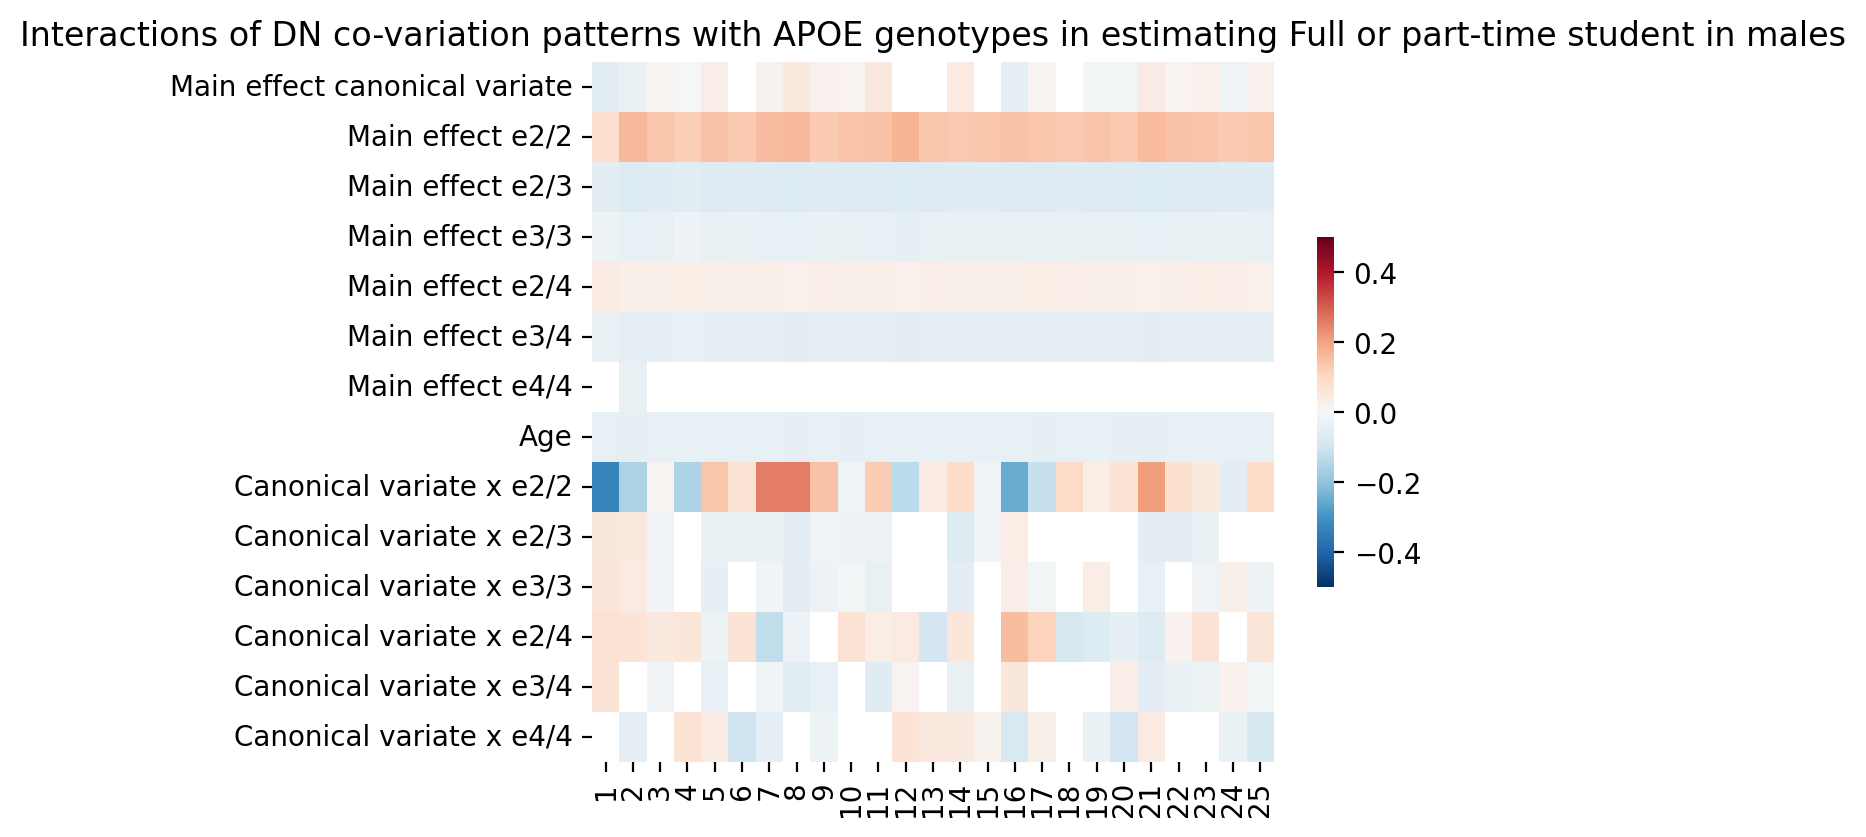 Interactions of DN co-variation patterns with APOE genotypes in estimating Full or part-time student in males
Main effect canonical variate
Main effect e2/2
Main effect e2/3
Main effect e3/3
Main effect e2/4
Main effect e3/4
Main effect e4/4
Age
Canonical variate x e2/2
Canonical variate x e2/3
Canonical variate x e3/3
Canonical variate x e2/4
Canonical variate x e3/4
Canonical variate x e4/4
1 2 3 4 5 6 7 8 9 10 11 12 13 14 15 16 17 18 19 20 21 22 23 24 25
0.4
0.2
0.0
−0.2
−0.4